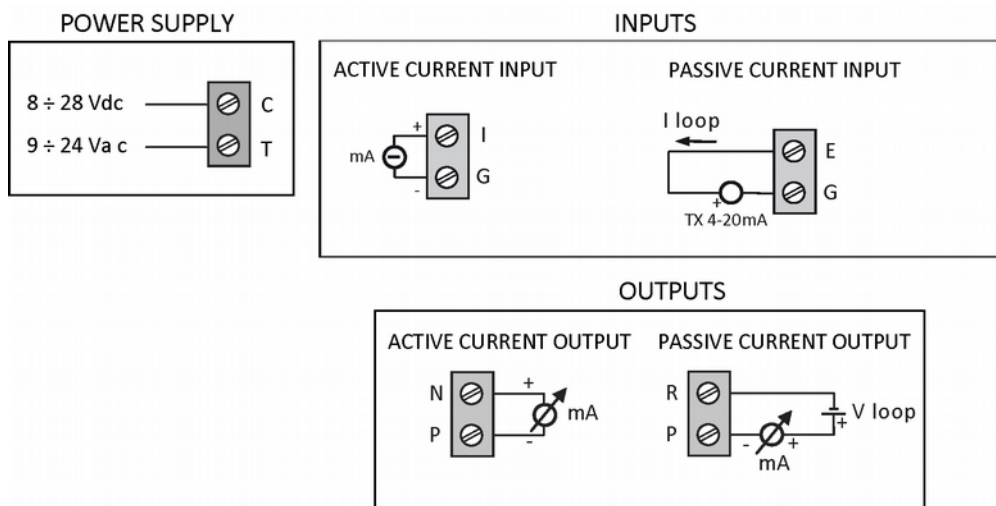 POWER SUPPLY
8 ÷ 28 Vdc
C
9 ÷ 24 Va c
T
INPUTS
ACTIVE CURRENT INPUT
+
I
mA
G
-
PASSIVE CURRENT INPUT
I loop
E
G
+
TX 4-20mA
OUTPUTS
ACTIVE CURRENT OUTPUT
N
+
mA
P
-
PASSIVE CURRENT OUTPUT
R
V loop
+
P
- +
mA